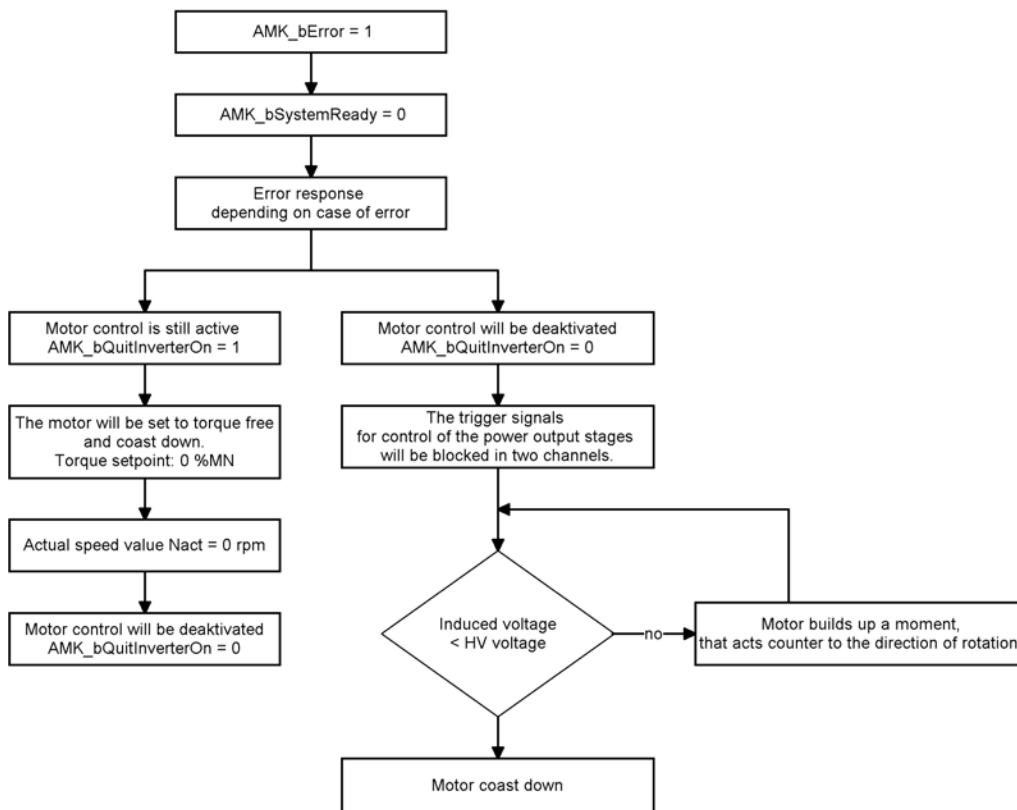 AMK_bError = 1
AMK_bSystemReady = 0
Error response
depending on case of error
Motor control is still active
AMK_bQuitInverterOn = 1
Motor control will be deaktivated
AMK_bQuitInverterOn = 0
The motor will be set to torque free
and coast down.
Torque setpoint: 0 %MN
The trigger signals
for control of the power output stages
will be blocked in two channels.
Actual speed value Nact = 0 rpm
Motor control will be deaktivated
AMK_bQuitInverterOn = 0
Induced voltage
< HV voltage
no
Motor builds up a moment,
that acts counter to the direction of rotation
Motor coast down